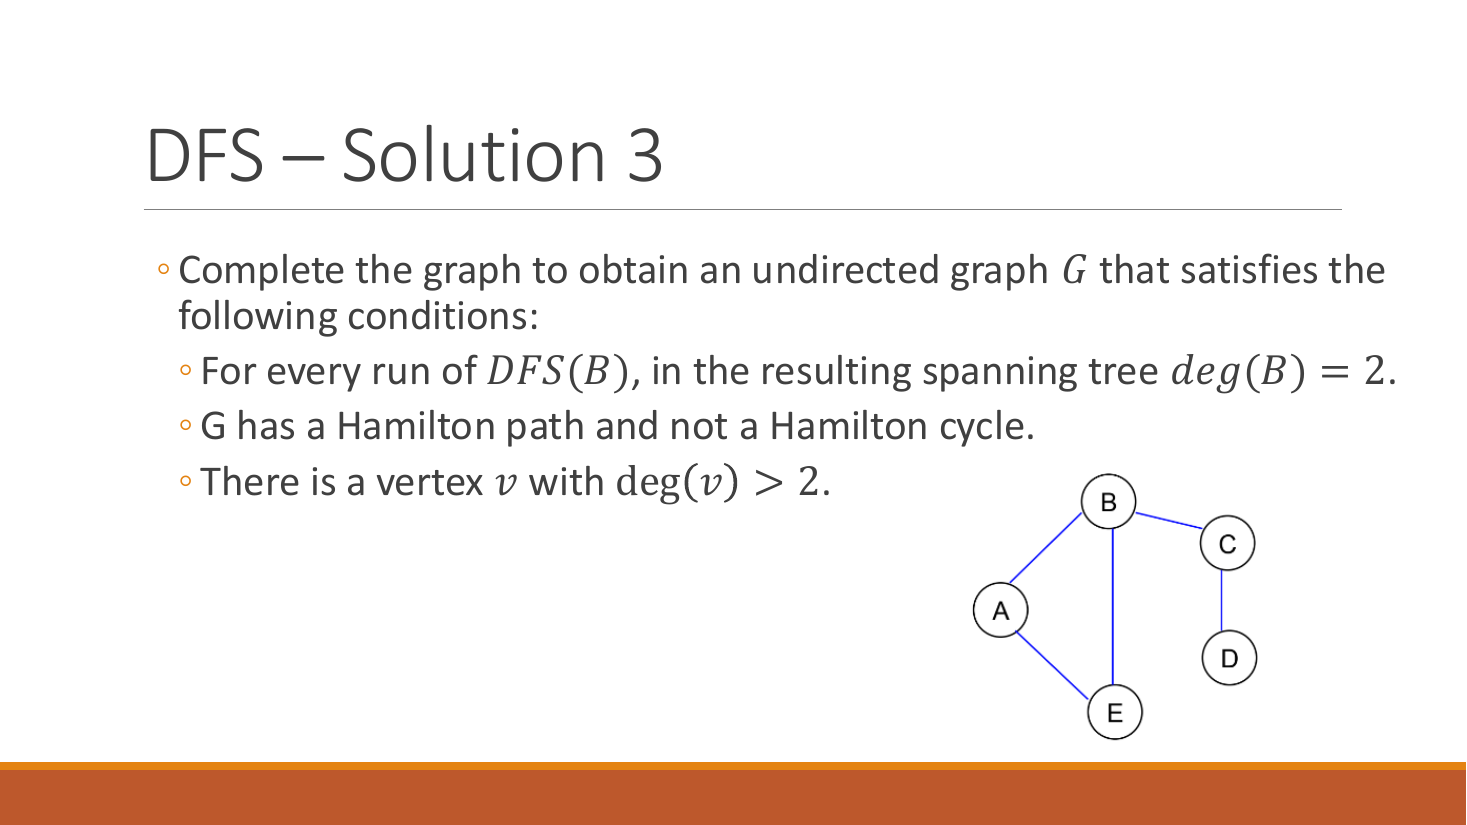 DFS – Solution 3
◦ Complete the graph to obtain an undirected graph 𝐺 that satisfies the
following conditions:
◦ For every run of 𝐷𝐹𝑆(𝐵), in the resulting spanning tree 𝑑𝑒𝑔(𝐵) = 2.
◦ G has a Hamilton path and not a Hamilton cycle.
◦ There is a vertex 𝑣 with deg(𝑣) > 2.
B
C
A
D
E